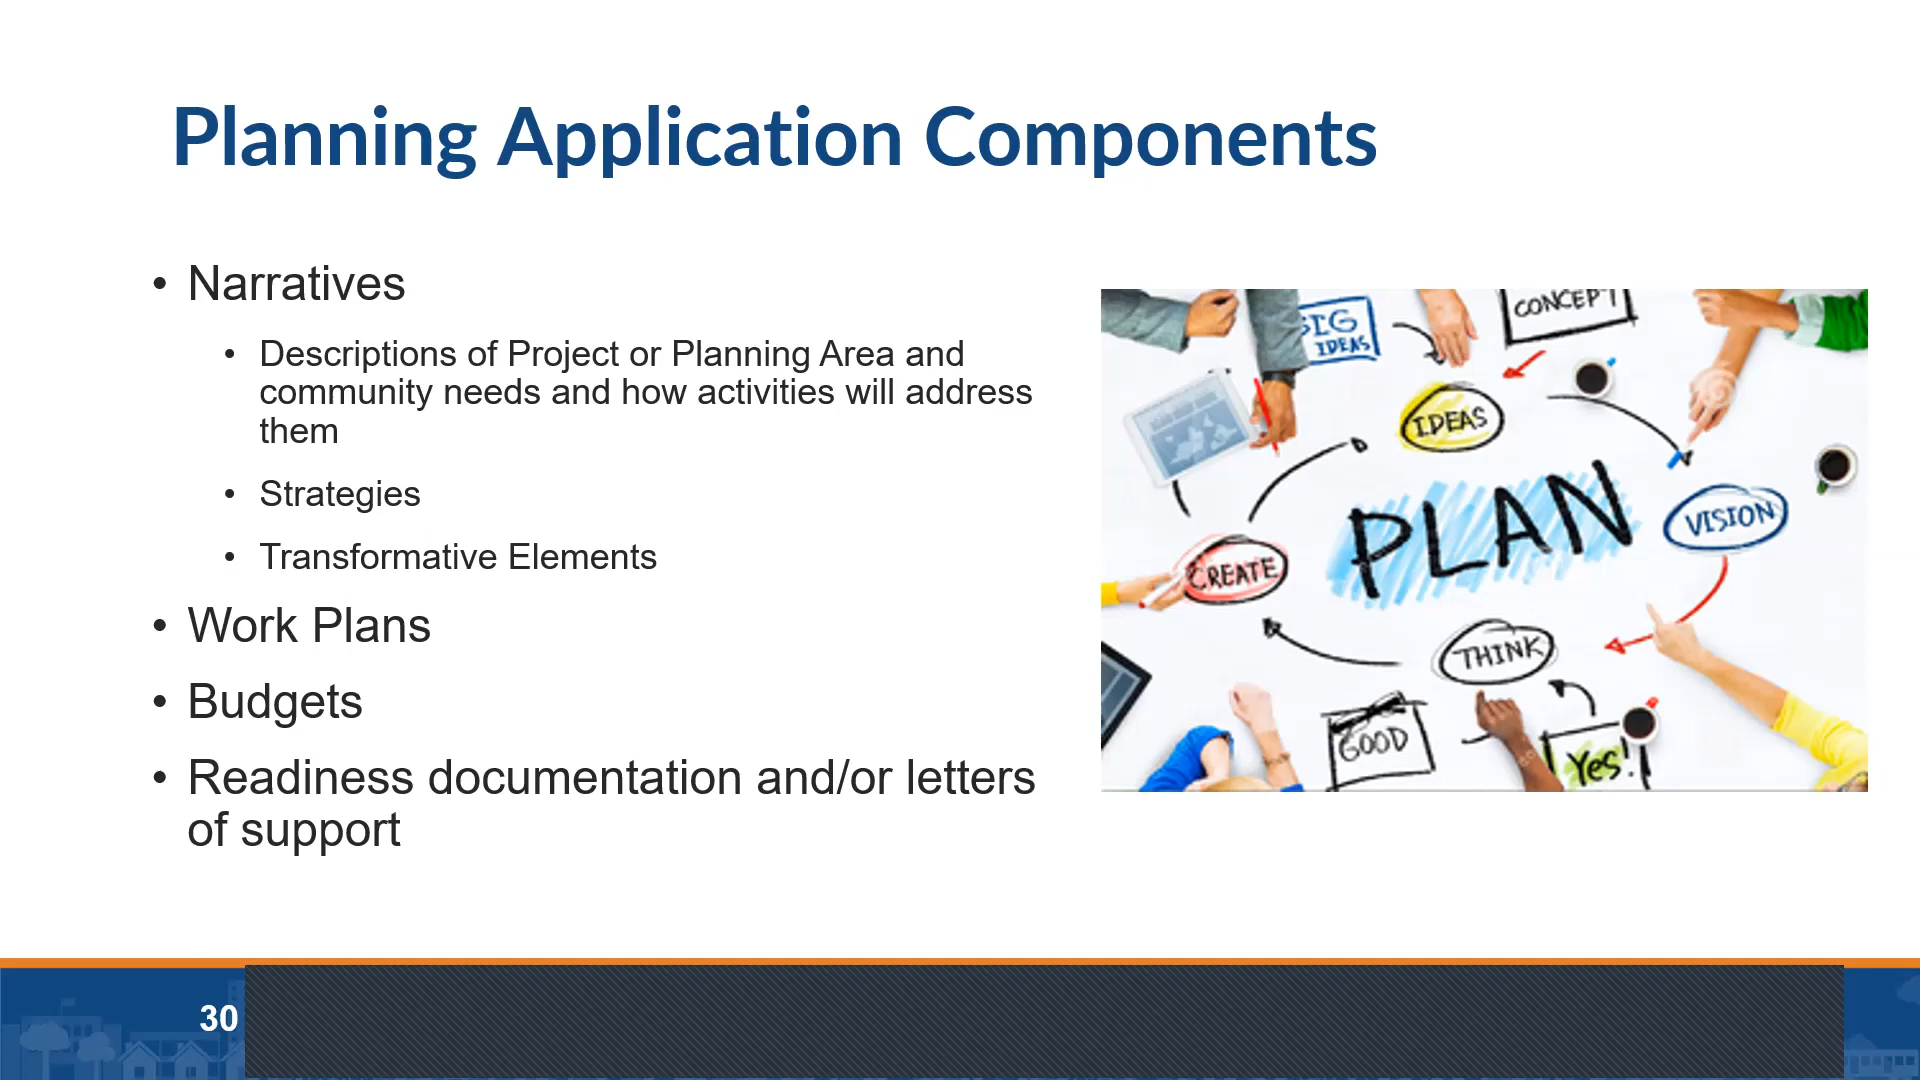 Planning Application Components
• Narratives
• Descriptions of Project or Planning Area and
community needs and how activities will address
them
• Strategies
• Transformative Elements
• Work Plans
• Budgets
• Readiness documentation and/or letters
of support
BIG
IDEAS
CONCEPT
IDEAS
PLAN
VISION
CREATE
THINK
GOOD
Yes!
30